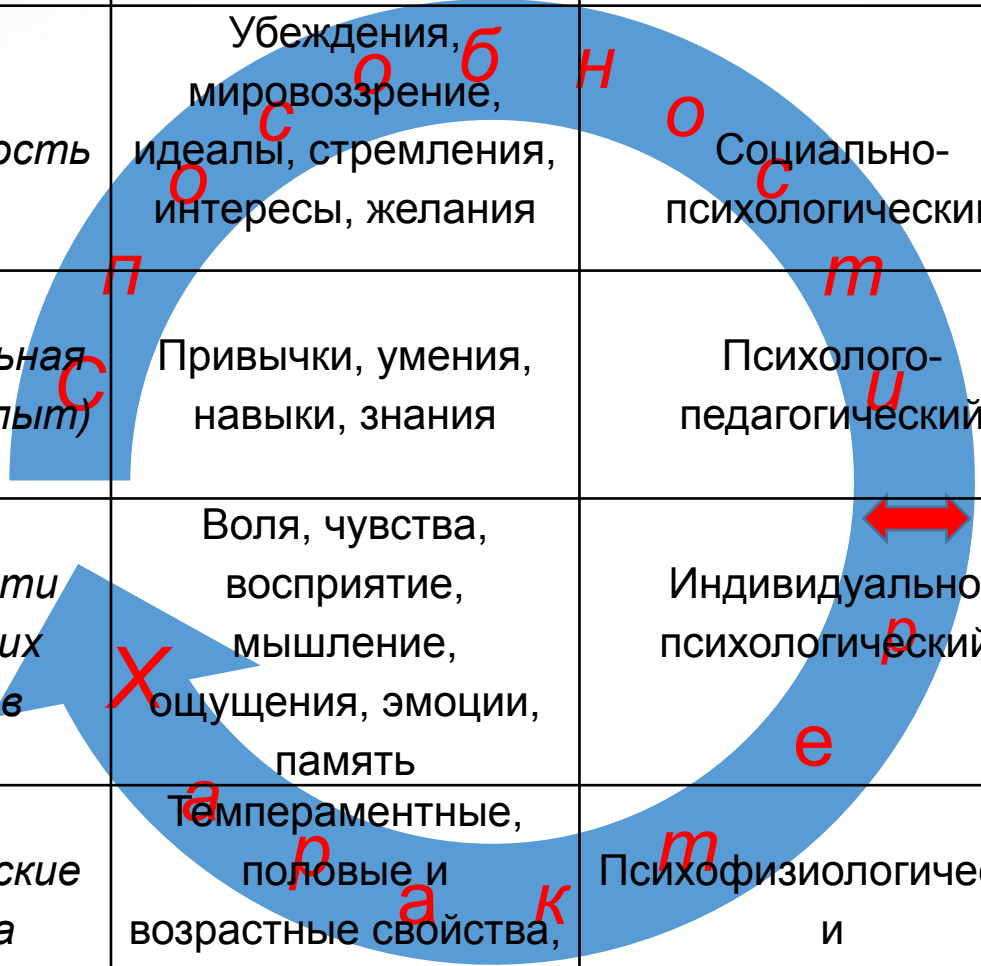 ость
Убеждения,
мировоззрение,
идеалы, стремления,
интересы, желания
Социально-
психологически
ьная
пыт)
Привычки, умения,
навыки, знания
Психолого-
педагогический
ти
их
в
Воля, чувства,
восприятие,
мышление,
ощущения, эмоции,
память
Индивидуально
психологический
ские
а
Темпераментные,
половые и
возрастные свойства,
Психофизиологичес
и
Способности
Характер